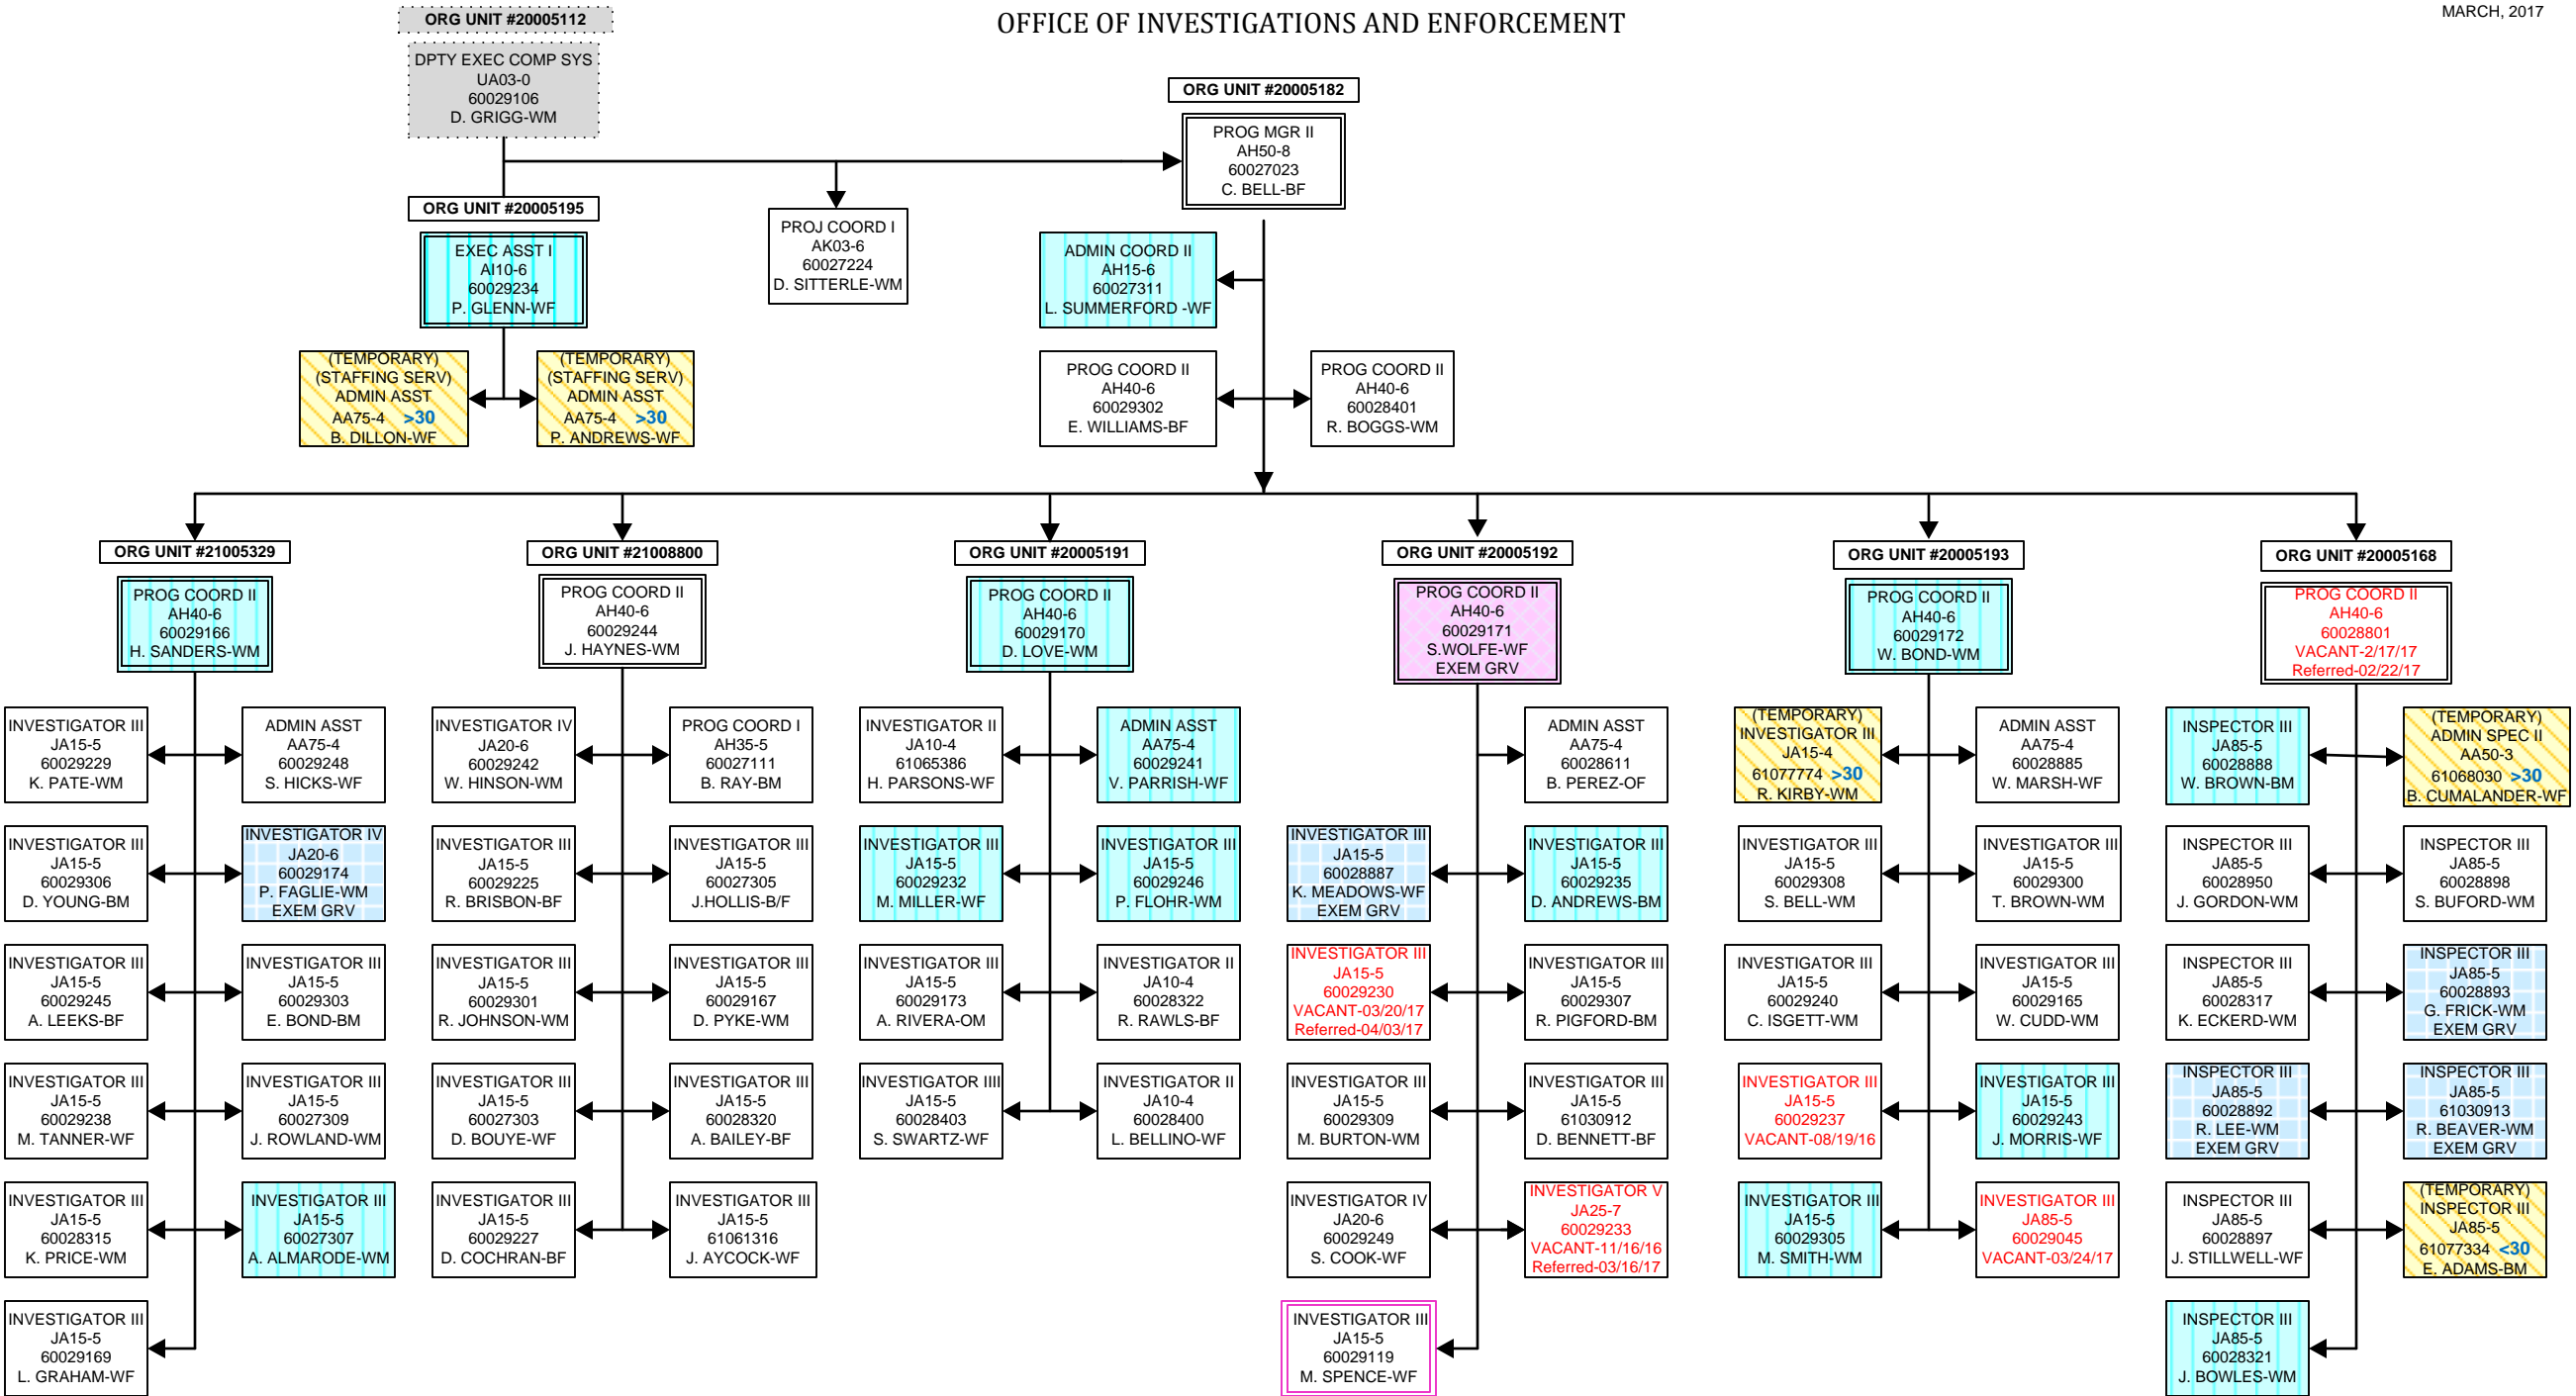 ORG UNIT #20005112
OFFICE OF INVESTIGATIONS AND ENFORCEMENT
MARCH, 2017
DPTY EXEC COMP SYS
UA03-0
60029106
D. GRIGG-WM
ORG UNIT #20005182
PROG MGR II
AH50-8
60027023
C. BELL-BF
ORG UNIT #20005195
EXEC ASST I
AI10-6
60029234
P. GLENN-WF
PROJ COORD I
AK03-6
60027224
D. SITTERLE-WM
ADMIN COORD II
AH15-6
60027311
L. SUMMERFORD -WF
(TEMPORARY)
(STAFFING SERV)
ADMIN ASST
AA75-4 >30
B. DILLON-WF
(TEMPORARY)
(STAFFING SERV)
ADMIN ASST
AA75-4 >30
P. ANDREWS-WF
PROG COORD II
AH40-6
60029302
E. WILLIAMS-BF
PROG COORD II
AH40-6
60028401
R. BOGGS-WM
ORG UNIT #21005329
PROG COORD II
AH40-6
60029166
H. SANDERS-WM
INVESTIGATOR III
JA15-5
60029229
K. PATE-WM
ADMIN ASST
AA75-4
60029248
S. HICKS-WF
INVESTIGATOR III
JA15-5
60029306
D. YOUNG-BM
INVESTIGATOR IV
JA20-6
60029174
P. FAGLIE-WM
EXEM GRV
INVESTIGATOR III
JA15-5
60029245
A. LEEKS-BF
INVESTIGATOR III
JA15-5
60029303
E. BOND-BM
INVESTIGATOR III
JA15-5
60029238
M. TANNER-WF
INVESTIGATOR III
JA15-5
60027309
J. ROWLAND-WM
INVESTIGATOR III
JA15-5
60028315
K. PRICE-WM
INVESTIGATOR III
JA15-5
60027307
A. ALMARODE-WM
INVESTIGATOR III
JA15-5
60029169
L. GRAHAM-WF
ORG UNIT #21008800
PROG COORD II
AH40-6
60029244
J. HAYNES-WM
INVESTIGATOR IV
JA20-6
60029242
W. HINSON-WM
PROG COORD I
AH35-5
60027111
B. RAY-BM
INVESTIGATOR III
JA15-5
60029225
R. BRISBON-BF
INVESTIGATOR III
JA15-5
60027305
J.HOLLIS-B/F
INVESTIGATOR III
JA15-5
60029301
R. JOHNSON-WM
INVESTIGATOR III
JA15-5
60029167
D. PYKE-WM
INVESTIGATOR III
JA15-5
60027303
D. BOUYE-WF
INVESTIGATOR III
JA15-5
60028320
A. BAILEY-BF
INVESTIGATOR III
JA15-5
60029227
D. COCHRAN-BF
INVESTIGATOR III
JA15-5
61061316
J. AYCOCK-WF
ORG UNIT #20005191
PROG COORD II
AH40-6
60029170
D. LOVE-WM
INVESTIGATOR II
JA10-4
61065386
H. PARSONS-WF
ADMIN ASST
AA75-4
60029241
V. PARRISH-WF
INVESTIGATOR III
JA15-5
60029232
M. MILLER-WF
INVESTIGATOR III
JA15-5
60029246
P. FLOHR-WM
INVESTIGATOR III
JA15-5
60029173
A. RIVERA-OM
INVESTIGATOR II
JA10-4
60028322
R. RAWLS-BF
INVESTIGATOR IIII
JA15-5
60028403
S. SWARTZ-WF
INVESTIGATOR II
JA10-4
60028400
L. BELLINO-WF
ORG UNIT #20005192
PROG COORD II
AH40-6
60029171
S.WOLFE-WF
EXEM GRV
ADMIN ASST
AA75-4
60028611
B. PEREZ-OF
INVESTIGATOR III
JA15-5
60028887
K. MEADOWS-WF
EXEM GRV
INVESTIGATOR III
JA15-5
60029235
D. ANDREWS-BM
INVESTIGATOR III
JA15-5
60029230
VACANT-03/20/17
Referred-04/03/17
INVESTIGATOR III
JA15-5
60029307
R. PIGFORD-BM
INVESTIGATOR III
JA15-5
60029309
M. BURTON-WM
INVESTIGATOR III
JA15-5
61030912
D. BENNETT-BF
INVESTIGATOR IV
JA20-6
60029249
S. COOK-WF
INVESTIGATOR V
JA25-7
60029233
VACANT-11/16/16
Referred-03/16/17
INVESTIGATOR III
JA15-5
60029119
M. SPENCE-WF
ORG UNIT #20005193
PROG COORD II
AH40-6
60029172
W. BOND-WM
(TEMPORARY)
INVESTIGATOR III
JA15-4
61077774 >30
R. KIRBY-WM
ADMIN ASST
AA75-4
60028885
W. MARSH-WF
INVESTIGATOR III
JA15-5
60029308
S. BELL-WM
INVESTIGATOR III
JA15-5
60029300
T. BROWN-WM
INVESTIGATOR III
JA15-5
60029240
C. ISGETT-WM
INVESTIGATOR III
JA15-5
60029165
W. CUDD-WM
INVESTIGATOR III
JA15-5
60029237
VACANT-08/19/16
INVESTIGATOR III
JA15-5
60029243
J. MORRIS-WF
INVESTIGATOR III
JA15-5
60029305
M. SMITH-WM
INVESTIGATOR III
JA85-5
60029045
VACANT-03/24/17
ORG UNIT #20005168
PROG COORD II
AH40-6
60028801
VACANT-2/17/17
Referred-02/22/17
INSPECTOR III
JA85-5
60028888
W. BROWN-BM
(TEMPORARY)
ADMIN SPEC II
AA50-3
61068030 >30
B. CUMALANDER-WF
INSPECTOR III
JA85-5
60028950
J. GORDON-WM
INSPECTOR III
JA85-5
60028898
S. BUFORD-WM
INSPECTOR III
JA85-5
60028317
K. ECKERD-WM
INSPECTOR III
JA85-5
60028893
G. FRICK-WM
EXEM GRV
INSPECTOR III
JA85-5
60028892
R. LEE-WM
EXEM GRV
INSPECTOR III
JA85-5
61030913
R. BEAVER-WM
EXEM GRV
INSPECTOR III
JA85-5
60028897
J. STILLWELL-WF
(TEMPORARY)
INSPECTOR III
JA85-5
61077334 <30
E. ADAMS-BM
INSPECTOR III
JA85-5
60028321
J. BOWLES-WM